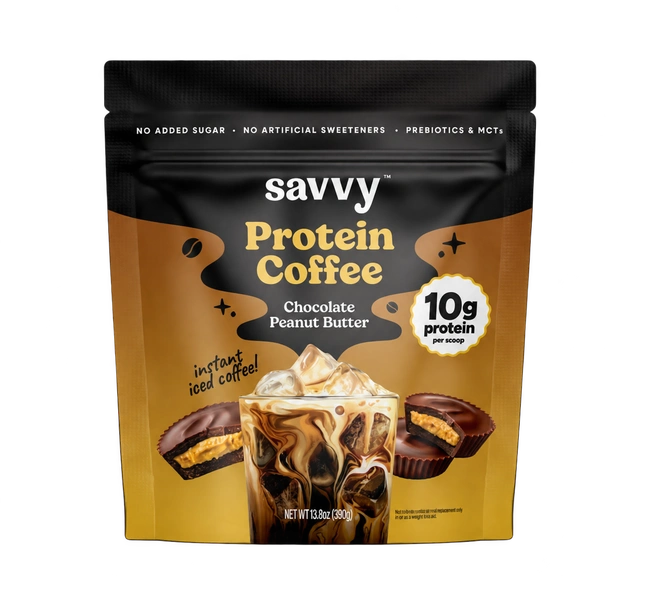 NO ADDED SUGAR • NO ARTIFICIAL SWEETENERS • PREBIOTICS & MCTs
savvy™
Protein
Coffee
Chocolate
Peanut Butter
10g
protein
per scoop
instant
iced coffee!
NET WT 13.8oz (390g)